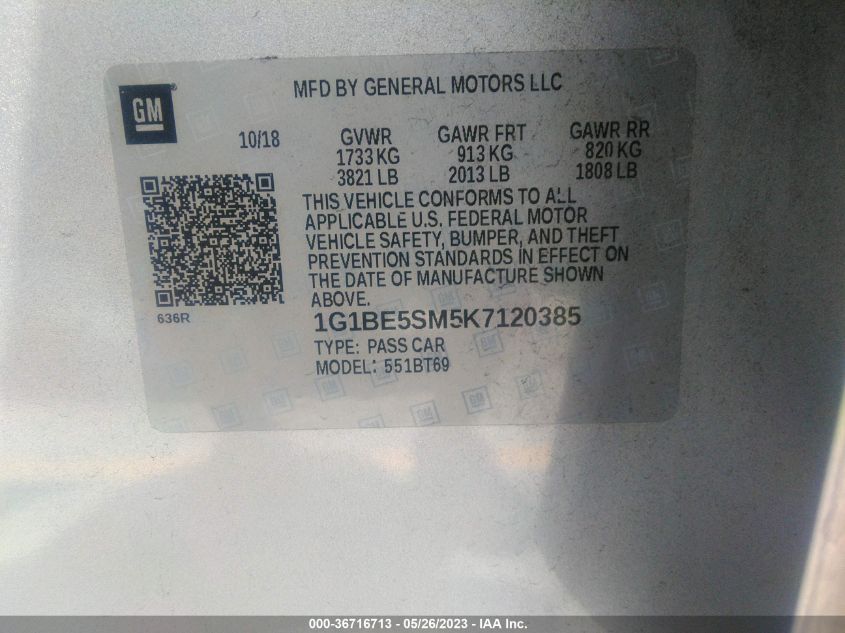 MFD BY GENERAL MOTORS LLC
GM
10/18 GVWR GAWR FRT GAWR RR
1733 KG 913 KG 820 KG
3821 LB 2013 LB 1808 LB
THIS VEHICLE CONFORMS TO ALL
APPLICABLE U.S. FEDERAL MOTOR
VEHICLE SAFETY, BUMPER, AND THEFT
PREVENTION STANDARDS IN EFFECT ON
THE DATE OF MANUFACTURE SHOWN
ABOVE.
636R
1G1BE5SM5K7120385
TYPE: PASS CAR
MODEL: 551BT69
000-36716713 - 05/26/2023 - IAA Inc.